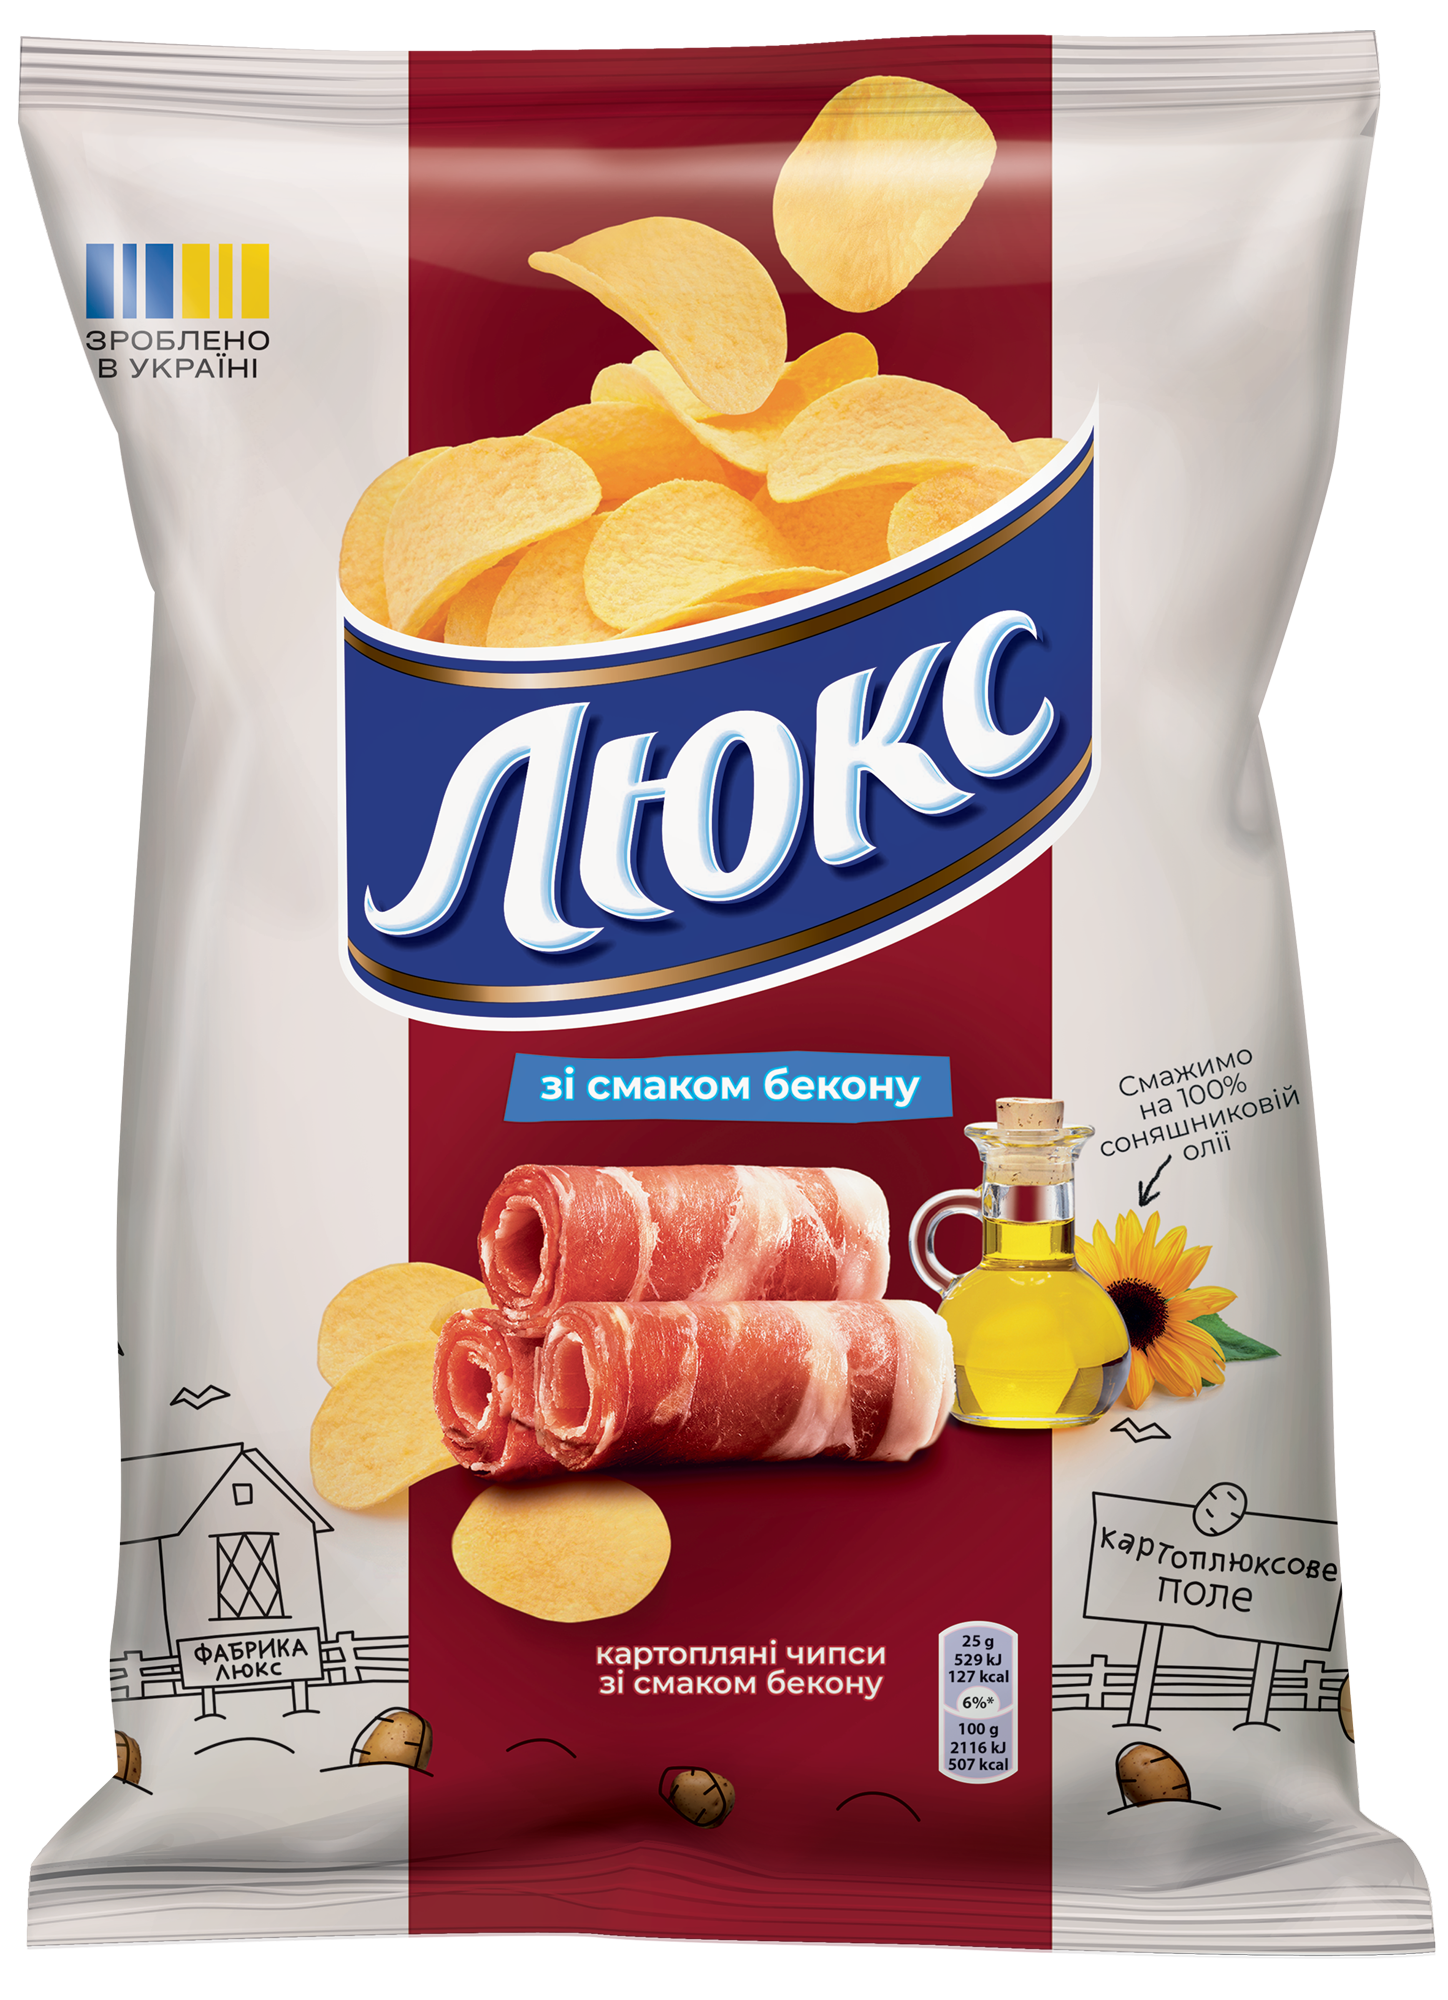 ЗРОБЛЕНО
В УКРАЇНІ
Люкс
зі смаком бекону
Смажимо
на 100%
соняшниковій
олії
картоплюксове
поле
ФАБРИКА
ЛЮКС
картопляні чипси
зі смаком бекону
25 g
529 kJ
127 kcal
6%*
100 g
2116 kJ
507 kcal